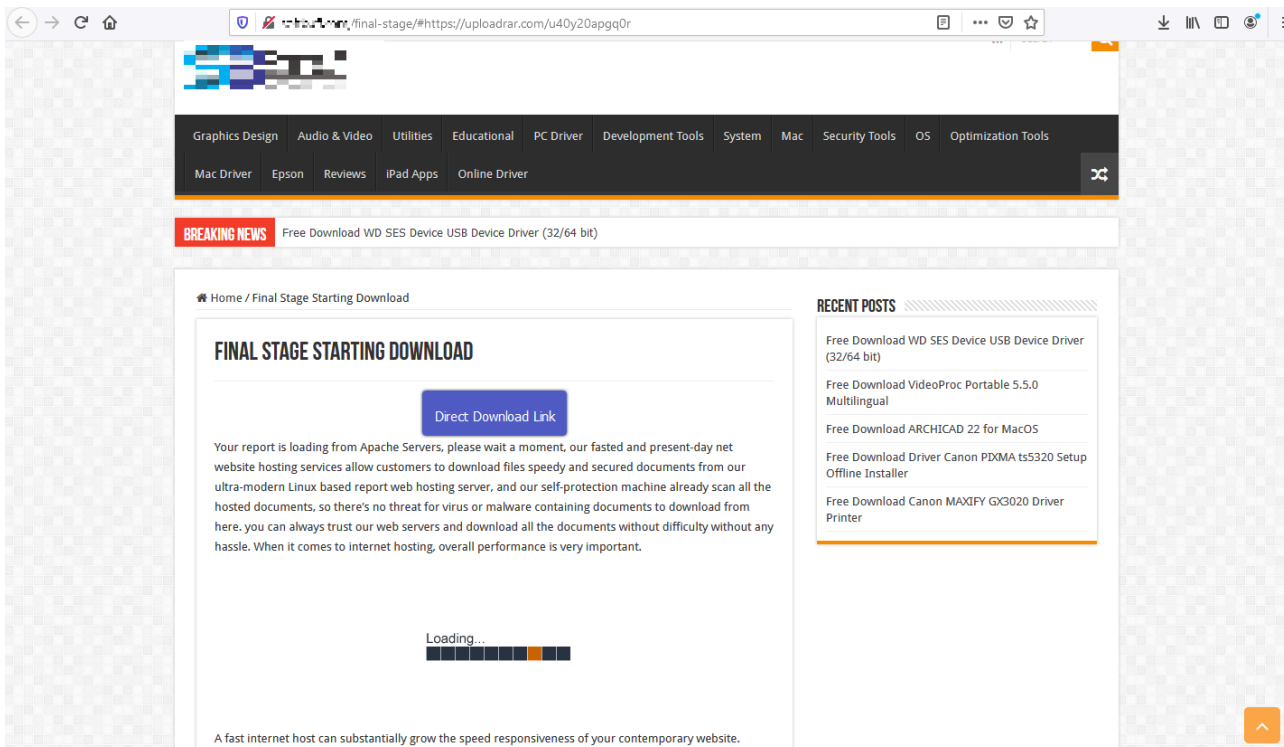 /final-stage/#https://uploadrar.com/u40y20apgq0r
Graphics Design Audio & Video Utilities Educational PC Driver Development Tools System Mac Security Tools OS Optimization Tools
Mac Driver Epson Reviews iPad Apps Online Driver
BREAKING NEWS Free Download WD SES Device USB Device Driver (32/64 bit)
Home / Final Stage Starting Download
FINAL STAGE STARTING DOWNLOAD
Direct Download Link
Your report is loading from Apache Servers, please wait a moment, our fasted and present-day net
website hosting services allow customers to download files speedy and secured documents from our
ultra-modern Linux based report web hosting server, and our self-protection machine already scan all the
hosted documents, so there's no threat for virus or malware containing documents to download from
here. you can always trust our web servers and download all the documents without difficulty without any
hassle. When it comes to internet hosting, overall performance is very important.
Loading...
A fast internet host can substantially grow the speed responsiveness of your contemporary website.
RECENT POSTS
Free Download WD SES Device USB Device Driver
(32/64 bit)
Free Download VideoProc Portable 5.5.0
Multilingual
Free Download ARCHICAD 22 for MacOS
Free Download Driver Canon PIXMA ts5320 Setup
Offline Installer
Free Download Canon MAXIFY GX3020 Driver
Printer